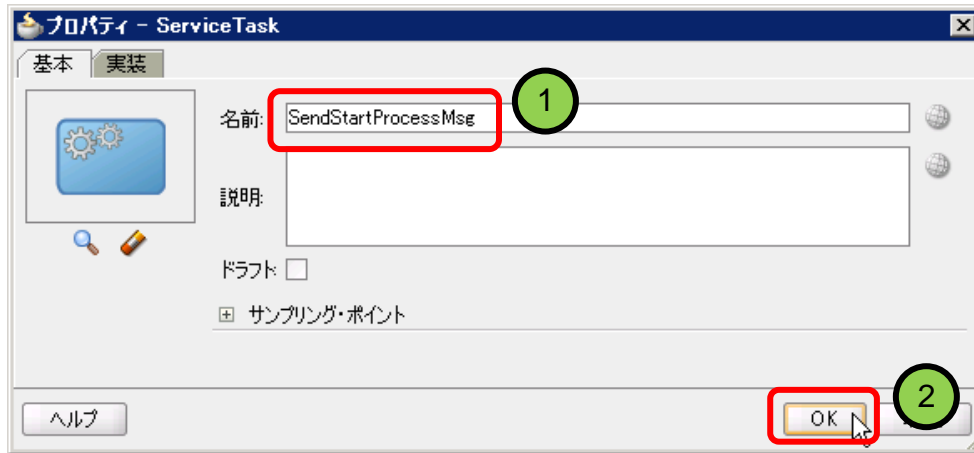 プロパティ - ServiceTask
基本 実装
名前: SendStartProcessMsg
1
説明:
ドラフト:
サンプリング・ポイント
ヘルプ OK
2